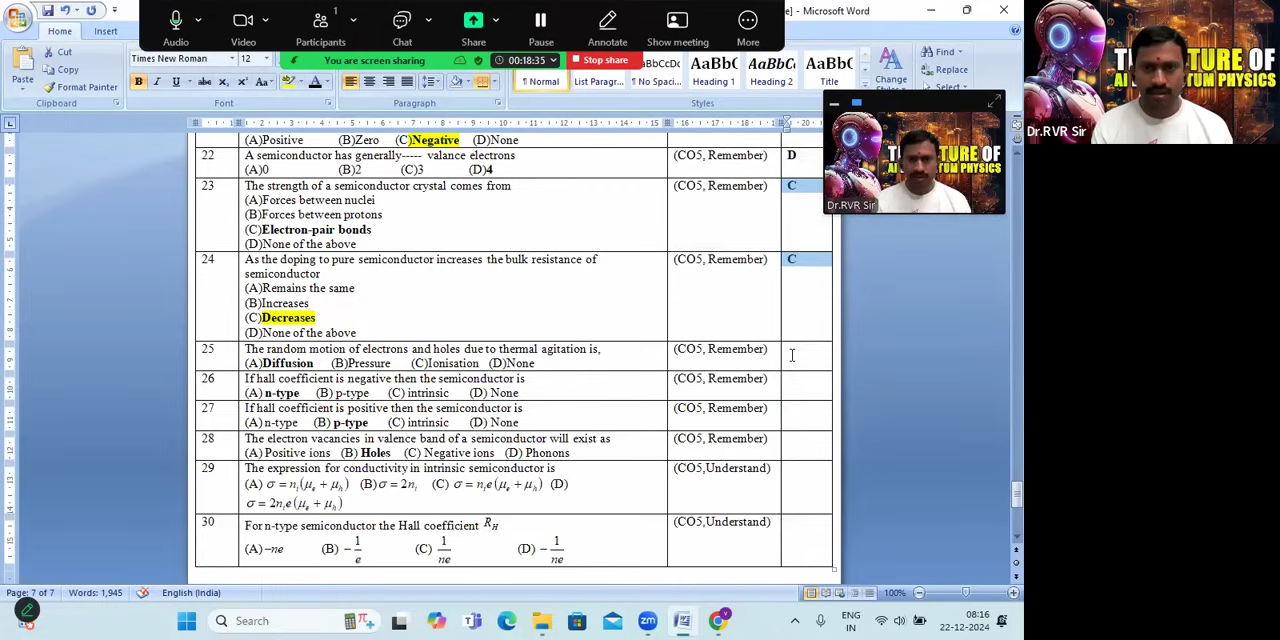 e] - Microsoft Word
Audio
Video
1
Participants
Chat
Share
Pause
Annotate
Show meeting
More
You are screen sharing
00:18:35
Stop share
Home
Insert
Paste
Cut
Copy
Format Painter
Clipboard
Times New Roman
12
B I U abc x₂ x² Aa
Font
Paragraph
¶ Normal
List Paragr...
¶ No Spaci...
AaBbC
Heading 1
AaBbCc
Heading 2
AaBbC
Title
Change
Styles
Find
Replace
Select
Dr.RVR Sir
Dr.RVR Sir
(A)Positive (B)Zero (C)Negative (D)None
22 A semiconductor has generally----- valance electrons (CO5, Remember) D
(A)0 (B)2 (C)3 (D)4
23 The strength of a semiconductor crystal comes from (CO5, Remember) C
(A)Forces between nuclei
(B)Forces between protons
(C)Electron-pair bonds
(D)None of the above
24 As the doping to pure semiconductor increases the bulk resistance of (CO5, Remember) C
semiconductor
(A)Remains the same
(B)Increases
(C)Decreases
(D)None of the above
25 The random motion of electrons and holes due to thermal agitation is, (CO5, Remember)
(A)Diffusion (B)Pressure (C)Ionisation (D)None
26 If hall coefficient is negative then the semiconductor is (CO5, Remember)
(A) n-type (B) p-type (C) intrinsic (D) None
27 If hall coefficient is positive then the semiconductor is (CO5, Remember)
(A) n-type (B) p-type (C) intrinsic (D) None
28 The electron vacancies in valence band of a semiconductor will exist as (CO5, Remember)
(A) Positive ions (B) Holes (C) Negative ions (D) Phonons
29 The expression for conductivity in intrinsic semiconductor is (CO5,Understand)
(A) σ = nᵢ(μₑ + μₕ) (B) σ = 2nᵢ (C) σ = nᵢe(μₑ + μₕ) (D)
σ = 2nᵢe(μₑ + μₕ)
30 For n-type semiconductor the Hall coefficient R_H (CO5,Understand)
(A) −ne (B) −1/e (C) 1/ne (D) −1/ne
Page: 7 of 7
Words: 1,945
English (India)
100%
Search
ENG
IN
08:16
22-12-2024